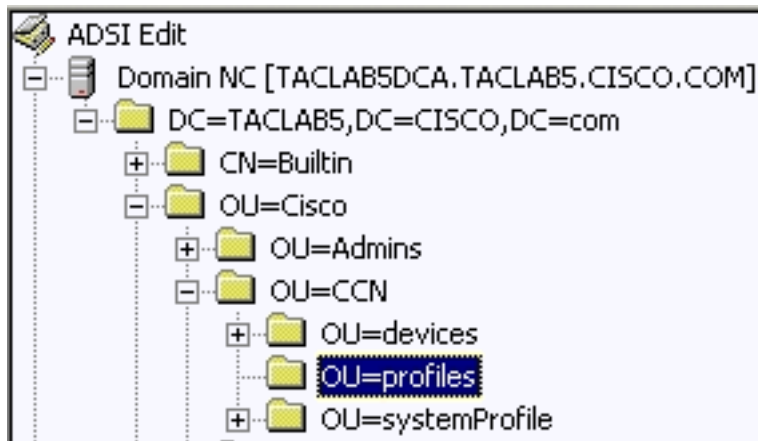 ADSI Edit
Domain NC [TACLAB5DCA.TACLAB5.CISCO.COM]
DC=TACLAB5,DC=CISCO,DC=com
CN=Builtin
OU=Cisco
OU=Admins
OU=CCN
OU=devices
OU=profiles
OU=systemProfile